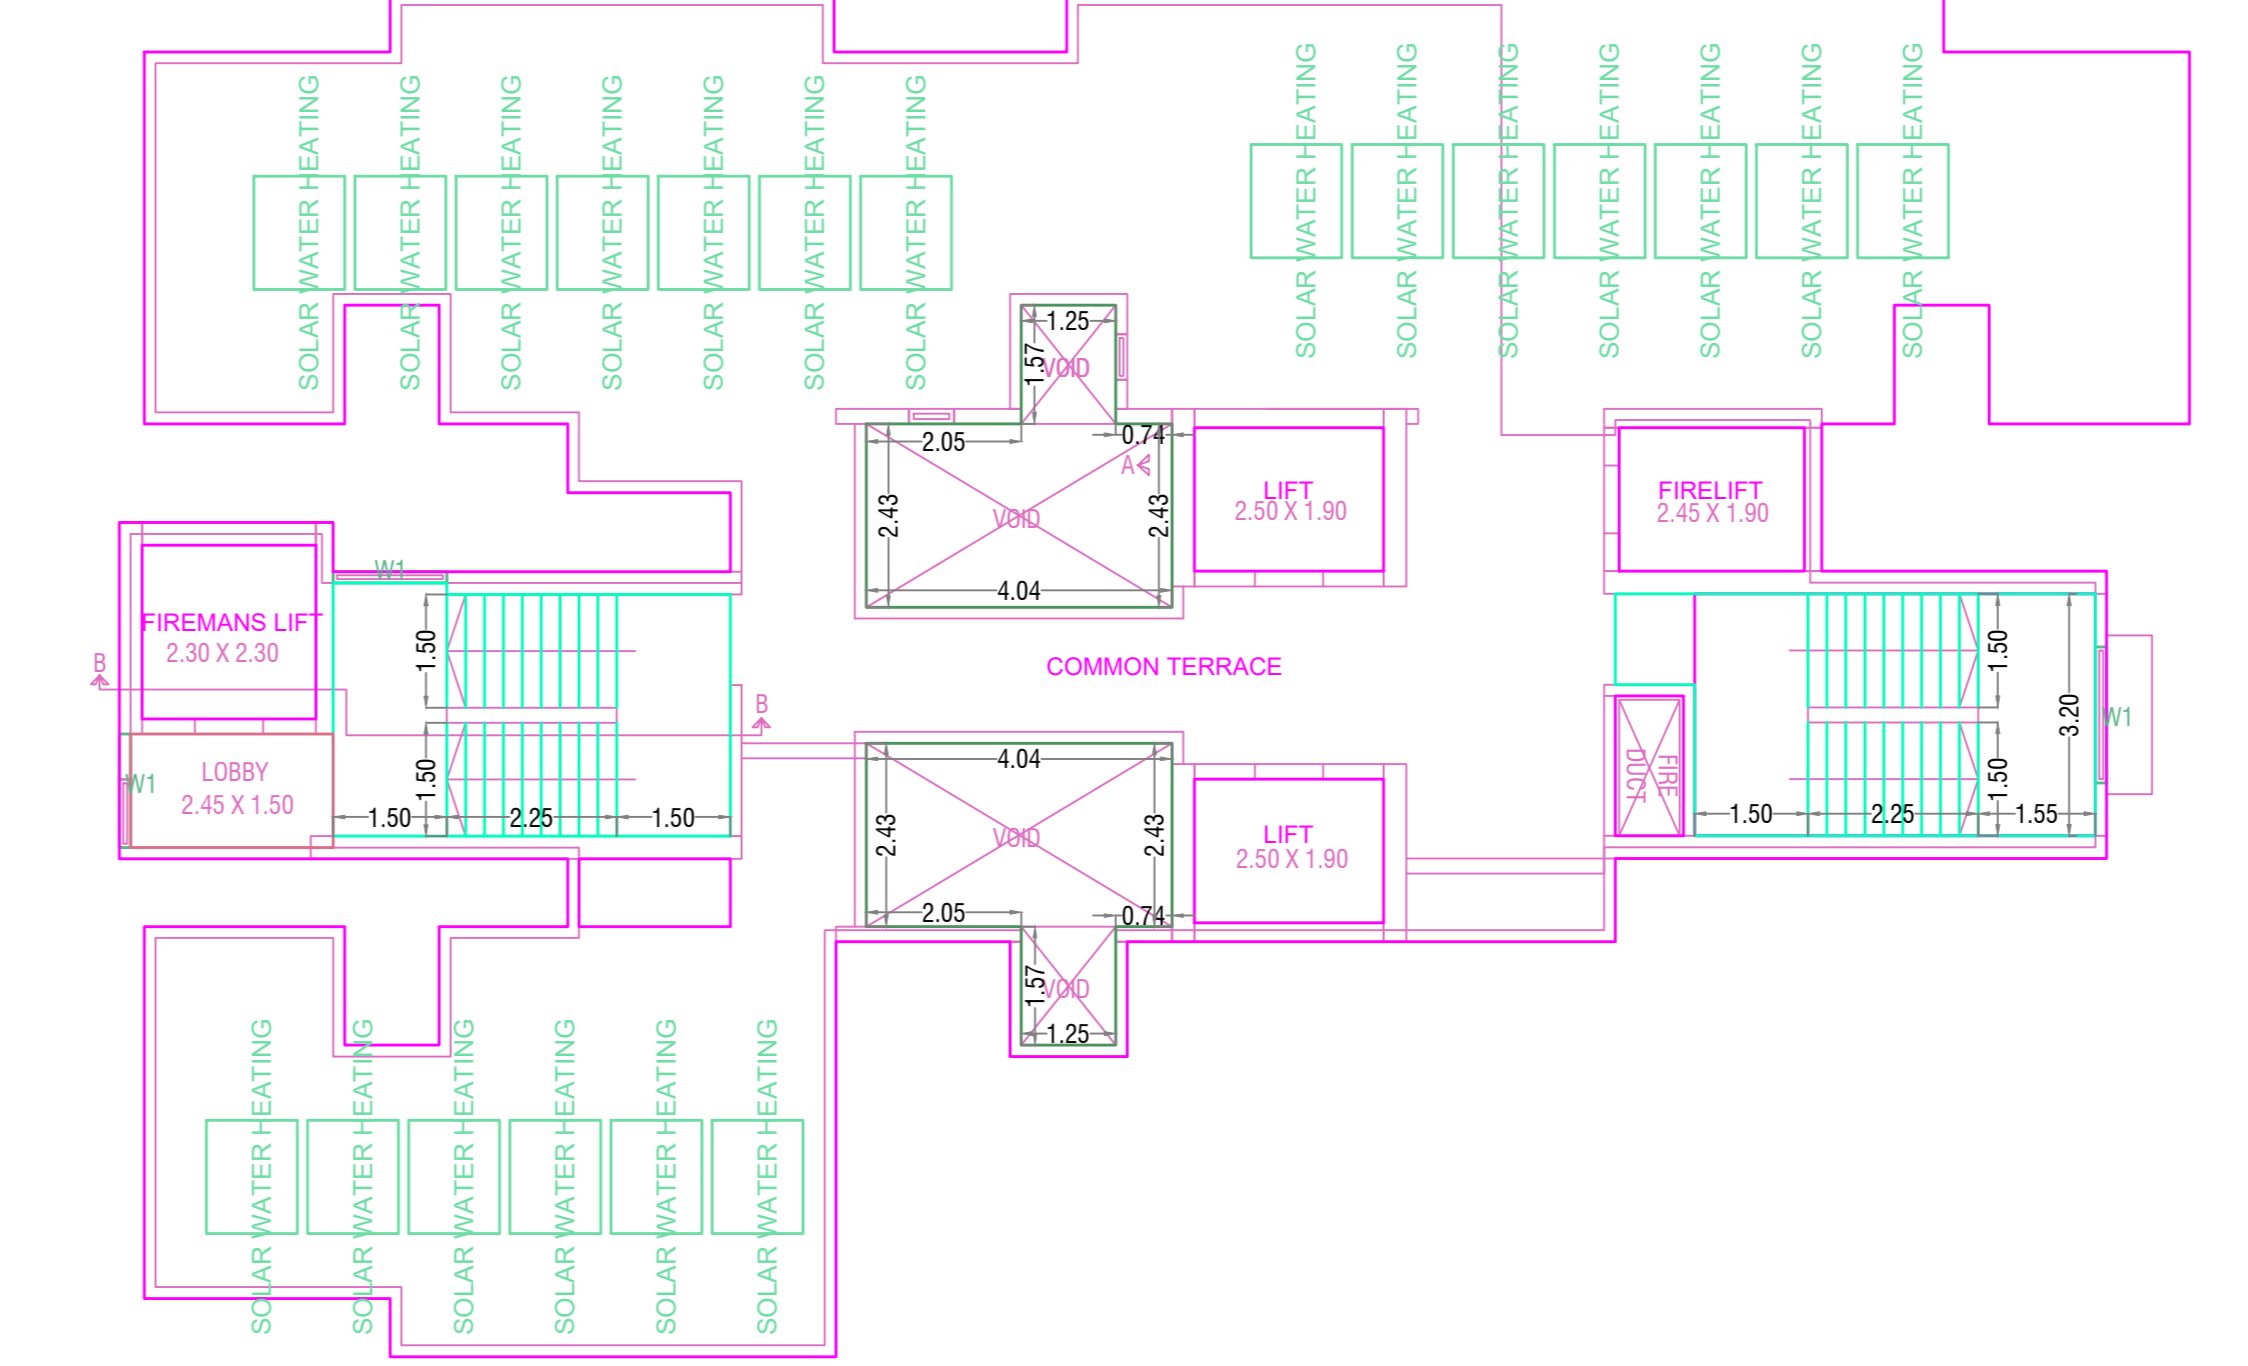 SOLAR WATER HEATING
SOLAR WATER HEATING
SOLAR WATER HEATING
SOLAR WATER HEATING
SOLAR WATER HEATING
SOLAR WATER HEATING
SOLAR WATER HEATING
SOLAR WATER HEATING
SOLAR WATER HEATING
SOLAR WATER HEATING
SOLAR WATER HEATING
SOLAR WATER HEATING
SOLAR WATER HEATING
SOLAR WATER HEATING
1.25
1.57
VOID
2.05
0.74
A
2.43
VOID
2.43
4.04
LIFT
2.50 X 1.90
FIRELIFT
2.45 X 1.90
W1
FIREMANS LIFT
2.30 X 2.30
B
1.50
COMMON TERRACE
1.50
B
3.20
W1
FIRE
DUCT
W1
LOBBY
2.45 X 1.50
1.50
1.50
2.25
1.50
4.04
2.43
VOID
2.43
LIFT
2.50 X 1.90
1.50
1.50
2.25
1.55
2.05
0.74
1.57
VOID
1.25
SOLAR WATER HEATING
SOLAR WATER HEATING
SOLAR WATER HEATING
SOLAR WATER HEATING
SOLAR WATER HEATING
SOLAR WATER HEATING